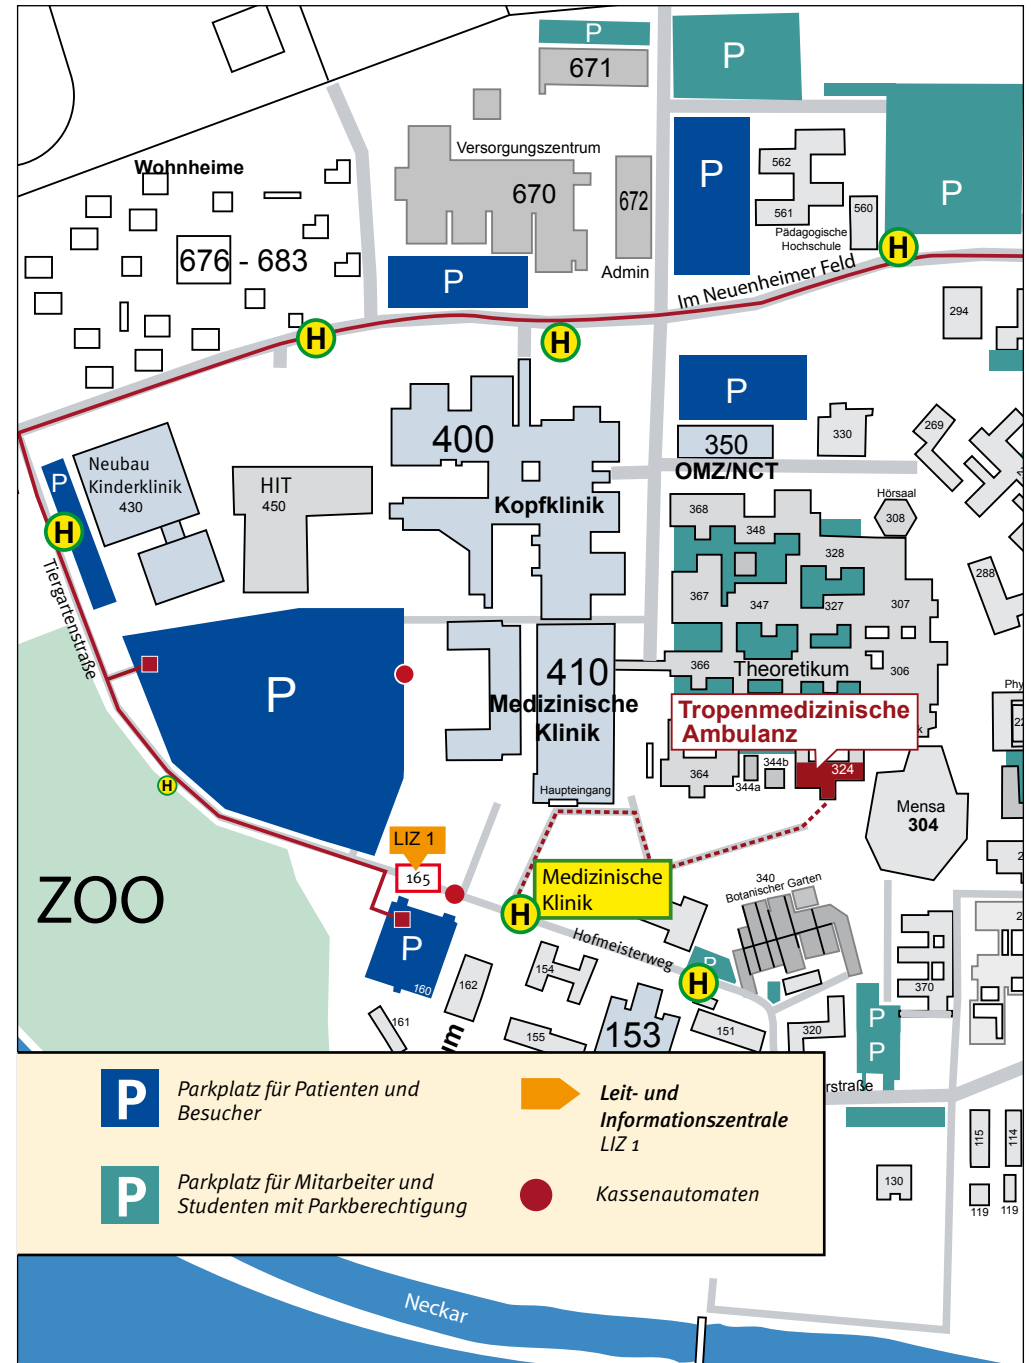 P
671
P
Versorgungszentrum
562
P
P
Wohnheime
670
672
561
560
Pädagogische
Hochschule
H
676 - 683
Admin
P
Im Neuenheimer Feld
294
H
H
P
400
330
269
350
OMZ/NCT
Neubau
Kinderklinik
430
P
HIT
450
Kopfklinik
Hörsaal
368
308
348
H
328
288
Tiergartenstraße
367
347
327
307
366
Theoretikum
306
P
410
Medizinische
Klinik
Tropenmedizinische
Ambulanz
364
344a
344b
324
Haupteingang
H
Mensa
304
LIZ 1
165
Medizinische
Klinik
H
340
Botanischer Garten
ZOO
P
160
Hofmeisterweg
P
H
154
162
370
161
155
153
151
320
P
P
um
rstraße
P
Parkplatz für Patienten und
Besucher
Leit- und
Informationszentrale
LIZ 1
P
Parkplatz für Mitarbeiter und
Studenten mit Parkberechtigung
Kassenautomaten
115
114
130
119
119
Neckar